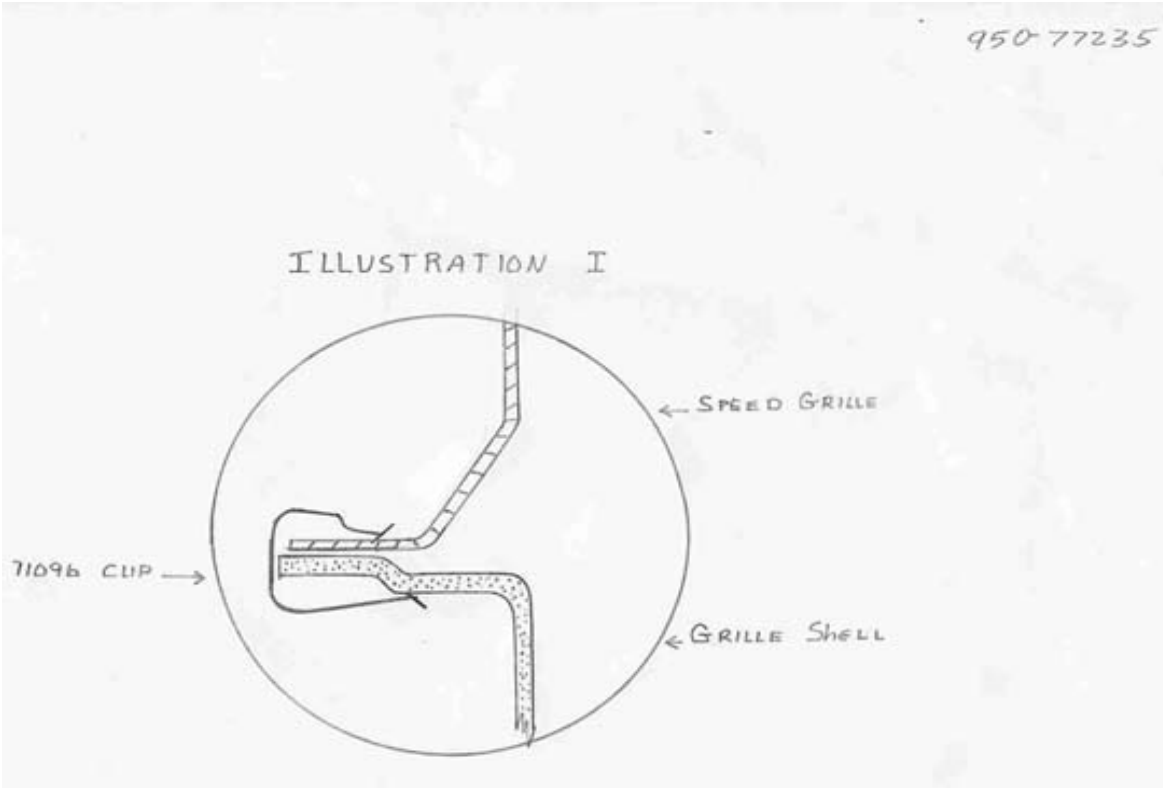 950-77235
ILLUSTRATION I
← SPEED GRILLE
71096 CLIP →
← GRILLE SHELL